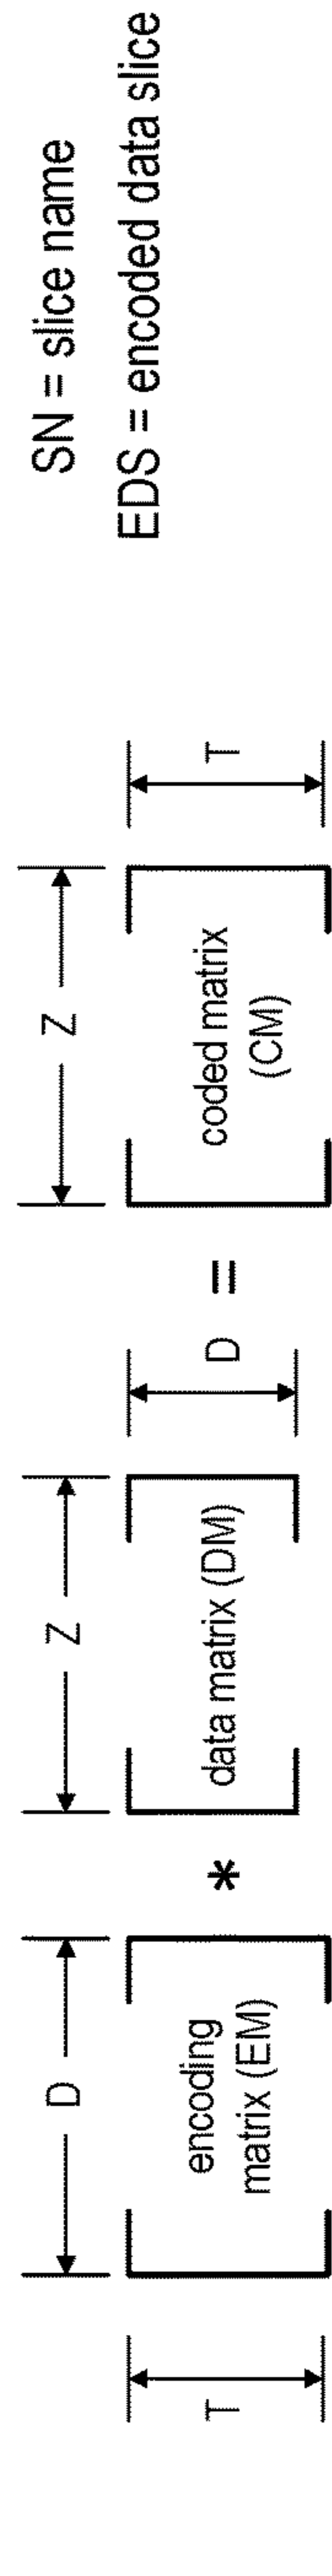 SN = slice name
EDS = encoded data slice
D
Z
Z
T
encoding
matrix (EM)
*
data matrix (DM)
D
=
coded matrix
(CM)
T